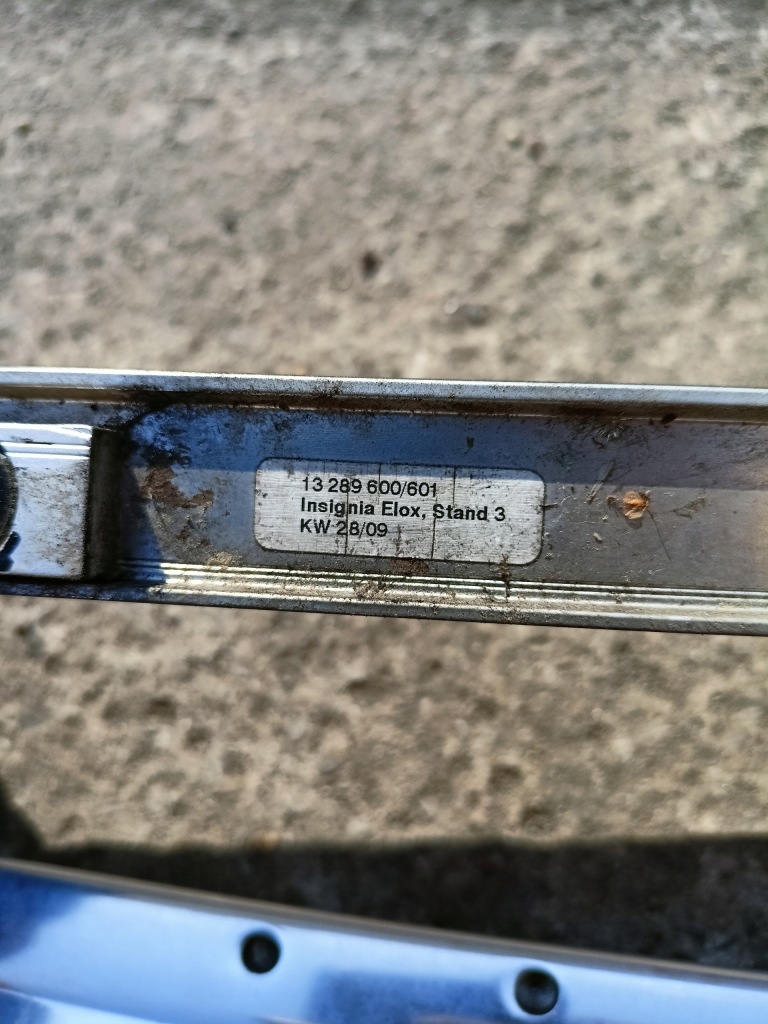 13 289 600/601
Insignia Elox, Stand 3
KW 28/09